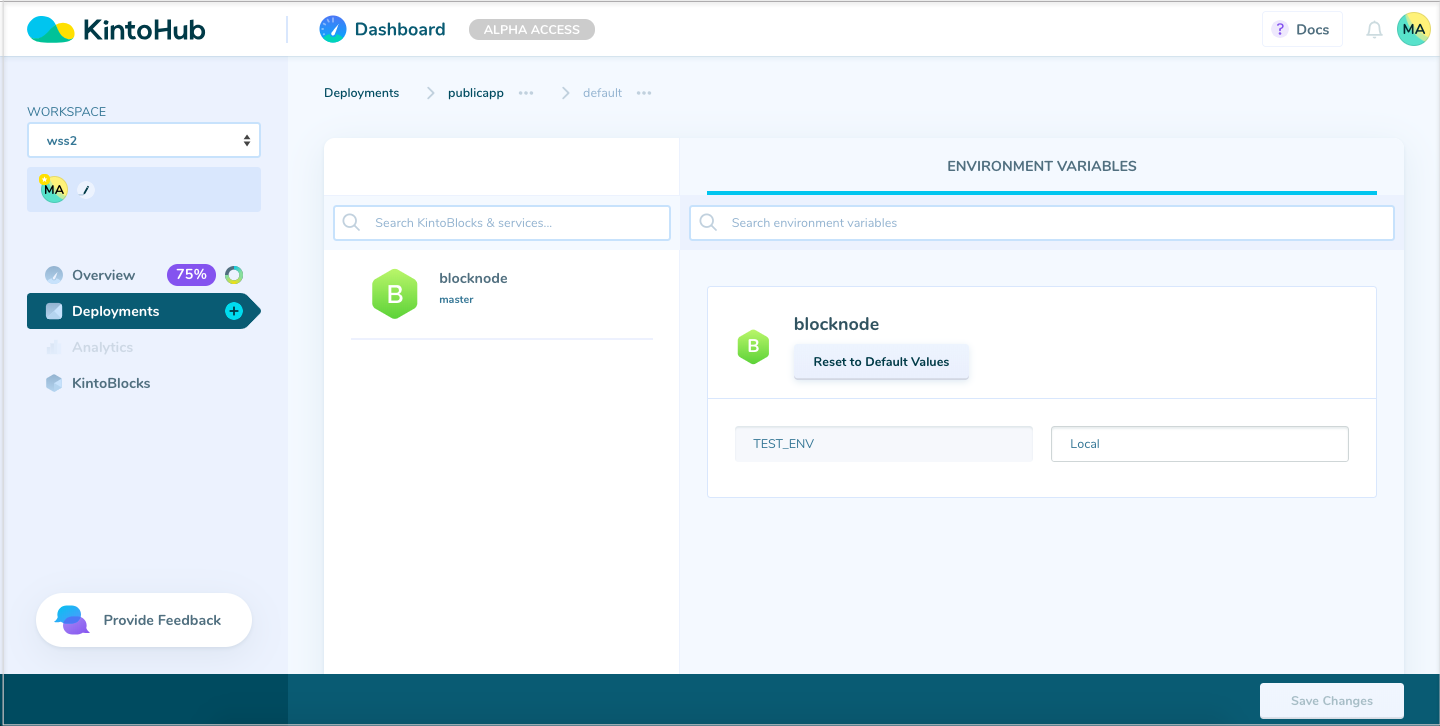 KintoHub
Dashboard
ALPHA ACCESS
? Docs
MA
WORKSPACE
wss2
MA
Overview 75%
Deployments
Analytics
KintoBlocks
Provide Feedback
Deployments publicapp ... default ...
Search KintoBlocks & services...
B
blocknode
master
ENVIRONMENT VARIABLES
Search environment variables
B
blocknode
Reset to Default Values
TEST_ENV Local
Save Changes